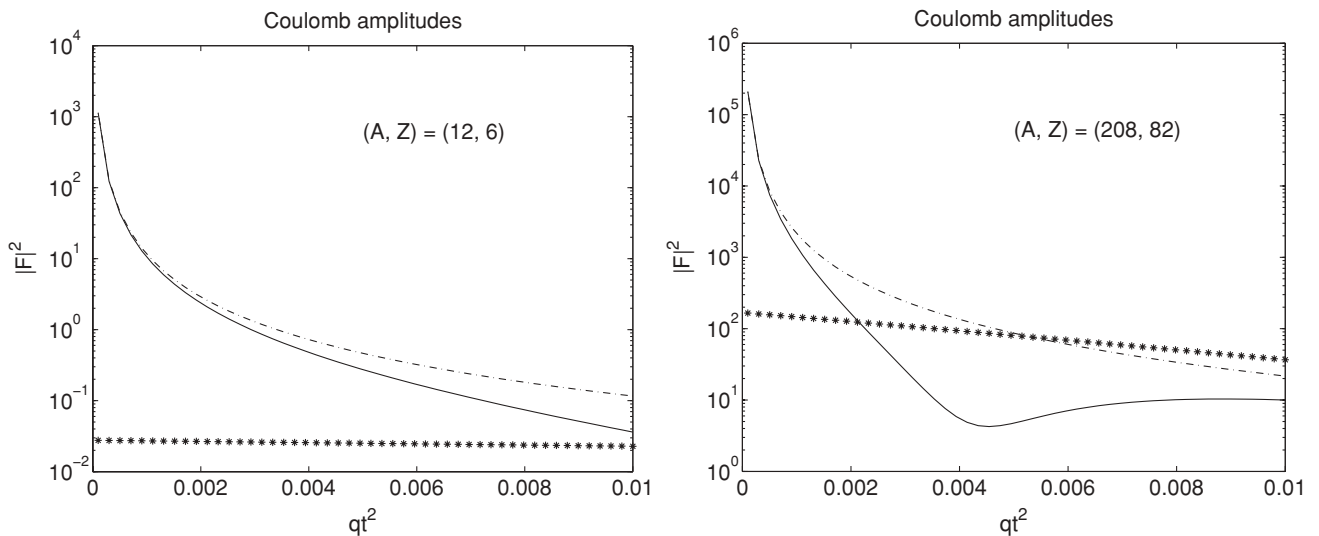 Coulomb amplitudes
10^4
10^3
10^2
10^1
10^0
10^-1
10^-2
|F|^2
(A, Z) = (12, 6)
0 0.002 0.004 0.006 0.008 0.01
qt^2
Coulomb amplitudes
10^6
10^5
10^4
10^3
10^2
10^1
10^0
|F|^2
(A, Z) = (208, 82)
0 0.002 0.004 0.006 0.008 0.01
qt^2